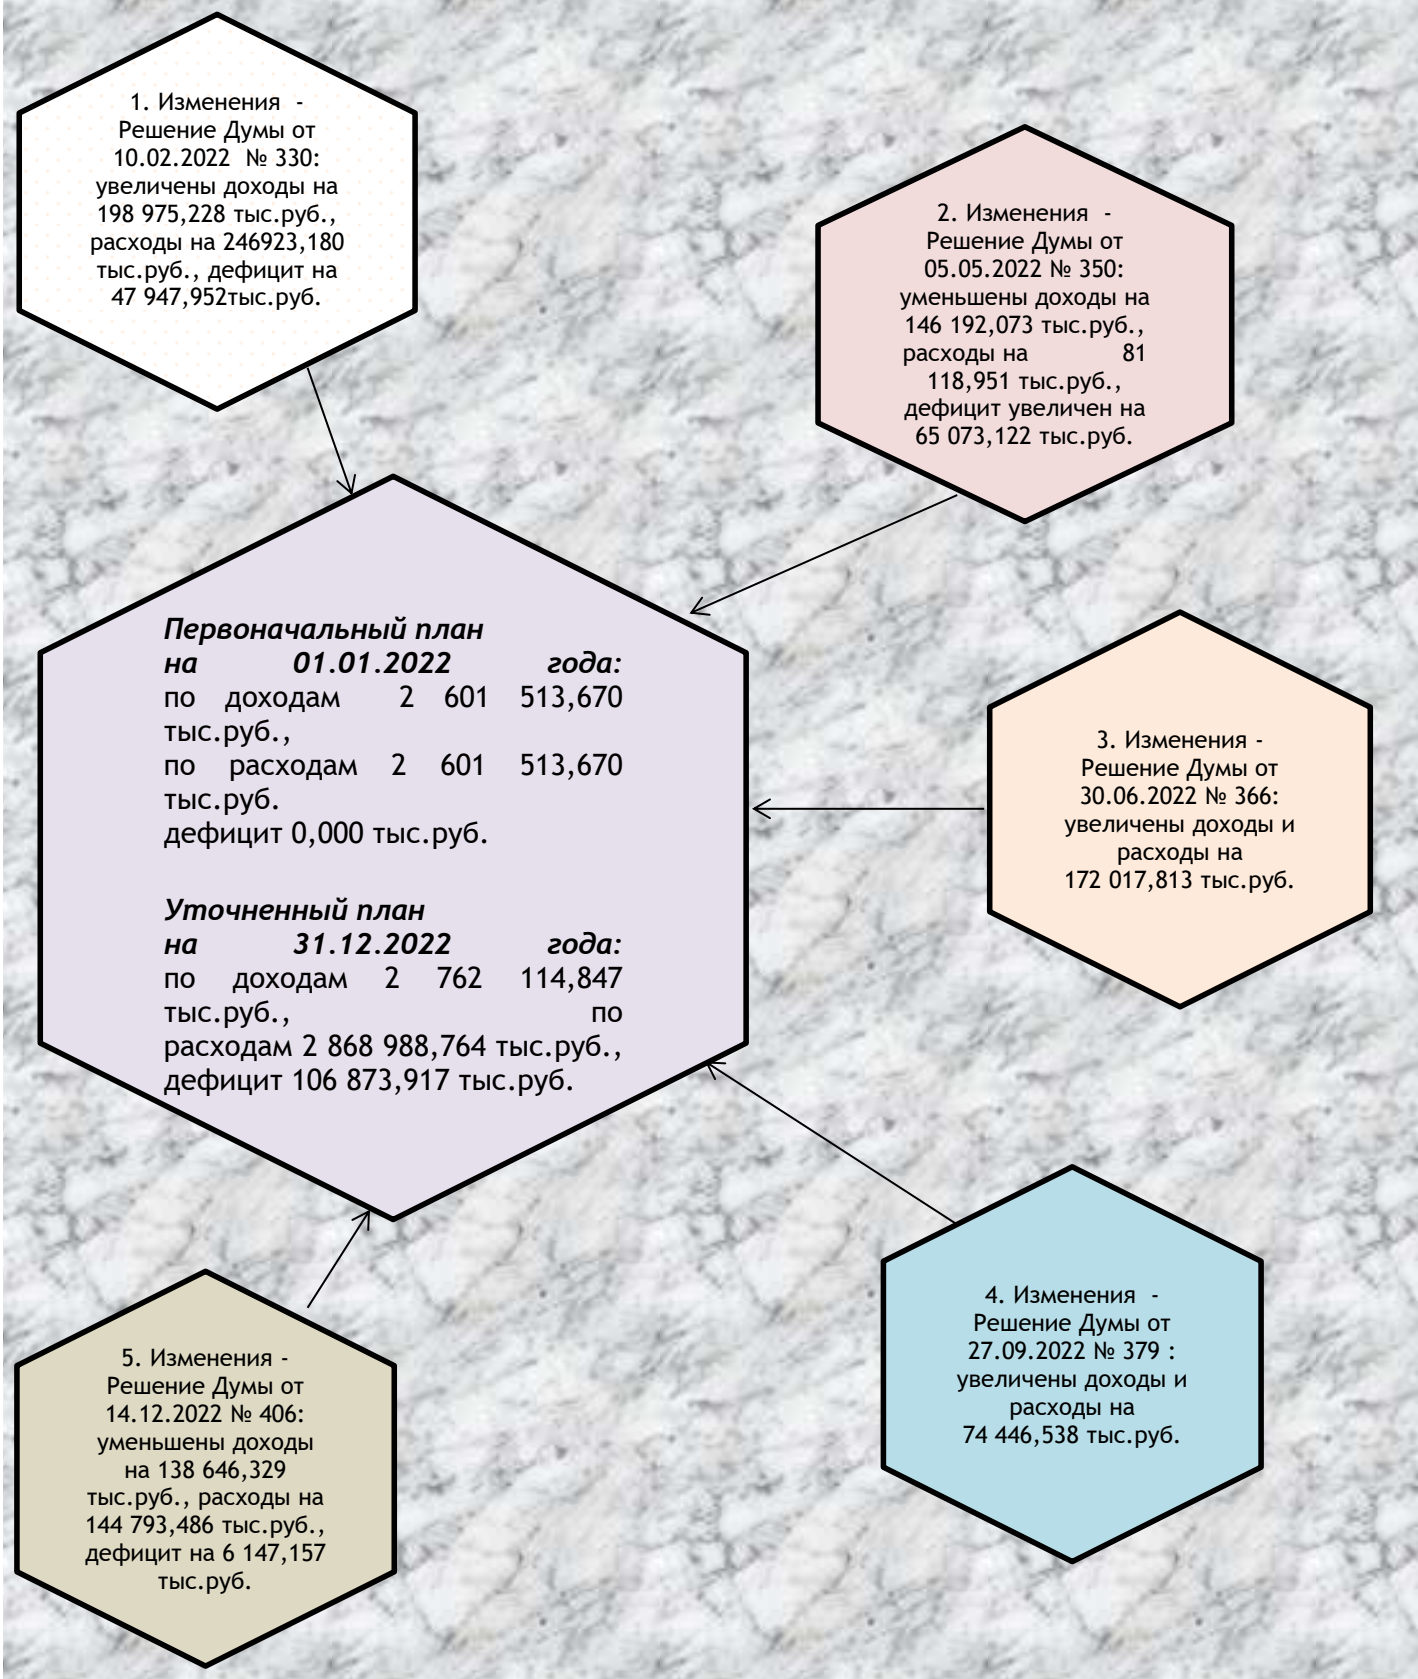 1. Изменения -
Решение Думы от
10.02.2022 № 330:
увеличены доходы на
198 975,228 тыс.руб.,
расходы на 246923,180
тыс.руб., дефицит на
47 947,952тыс.руб.
2. Изменения -
Решение Думы от
05.05.2022 № 350:
уменьшены доходы на
146 192,073 тыс.руб.,
расходы на 81
118,951 тыс.руб.,
дефицит увеличен на
65 073,122 тыс.руб.
Первоначальный план
на 01.01.2022 года:
по доходам 2 601 513,670
тыс.руб.,
по расходам 2 601 513,670
тыс.руб.
дефицит 0,000 тыс.руб.
Уточненный план
на 31.12.2022 года:
по доходам 2 762 114,847
тыс.руб., по
расходам 2 868 988,764 тыс.руб.,
дефицит 106 873,917 тыс.руб.
3. Изменения -
Решение Думы от
30.06.2022 № 366:
увеличены доходы и
расходы на
172 017,813 тыс.руб.
4. Изменения -
Решение Думы от
27.09.2022 № 379 :
увеличены доходы и
расходы на
74 446,538 тыс.руб.
5. Изменения -
Решение Думы от
14.12.2022 № 406:
уменьшены доходы
на 138 646,329
тыс.руб., расходы на
144 793,486 тыс.руб.,
дефицит на 6 147,157
тыс.руб.